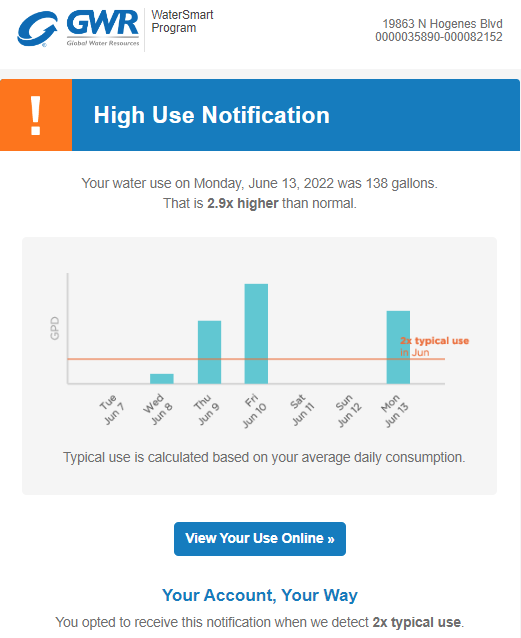 GWR
Global Water Resources
WaterSmart
Program
19863 N Hogenes Blvd
0000035890-000082152
!
High Use Notification
Your water use on Monday, June 13, 2022 was 138 gallons.
That is 2.9x higher than normal.
GPD
2x typical use
in Jun
Tue
Jun 7
Wed
Jun 8
Thu
Jun 9
Fri
Jun 10
Sat
Jun 11
Sun
Jun 12
Mon
Jun 13
Typical use is calculated based on your average daily consumption.
View Your Use Online »
Your Account, Your Way
You opted to receive this notification when we detect 2x typical use.